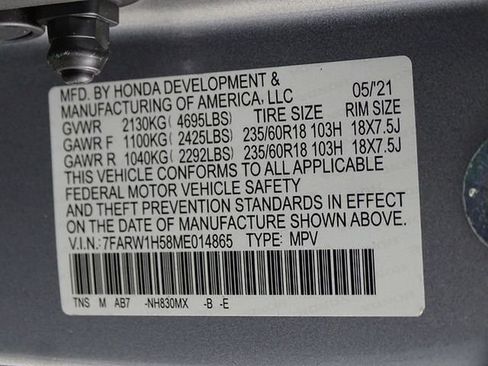 MFD. BY HONDA DEVELOPMENT &
MANUFACTURING OF AMERICA, LLC 05/'21
GVWR 2130KG( 4695LBS) TIRE SIZE RIM SIZE
GAWR F 1100KG( 2425LBS) 235/60R18 103H 18X7.5J
GAWR R 1040KG( 2292LBS) 235/60R18 103H 18X7.5J
THIS VEHICLE CONFORMS TO ALL APPLICABLE
FEDERAL MOTOR VEHICLE SAFETY
AND THEFT PREVENTION STANDARDS IN EFFECT
ON THE DATE OF MANUFACTURE SHOWN ABOVE.
V.I.N.: 7FARW1H58ME014865 TYPE: MPV
TNS M AB7 -NH830MX -B -E